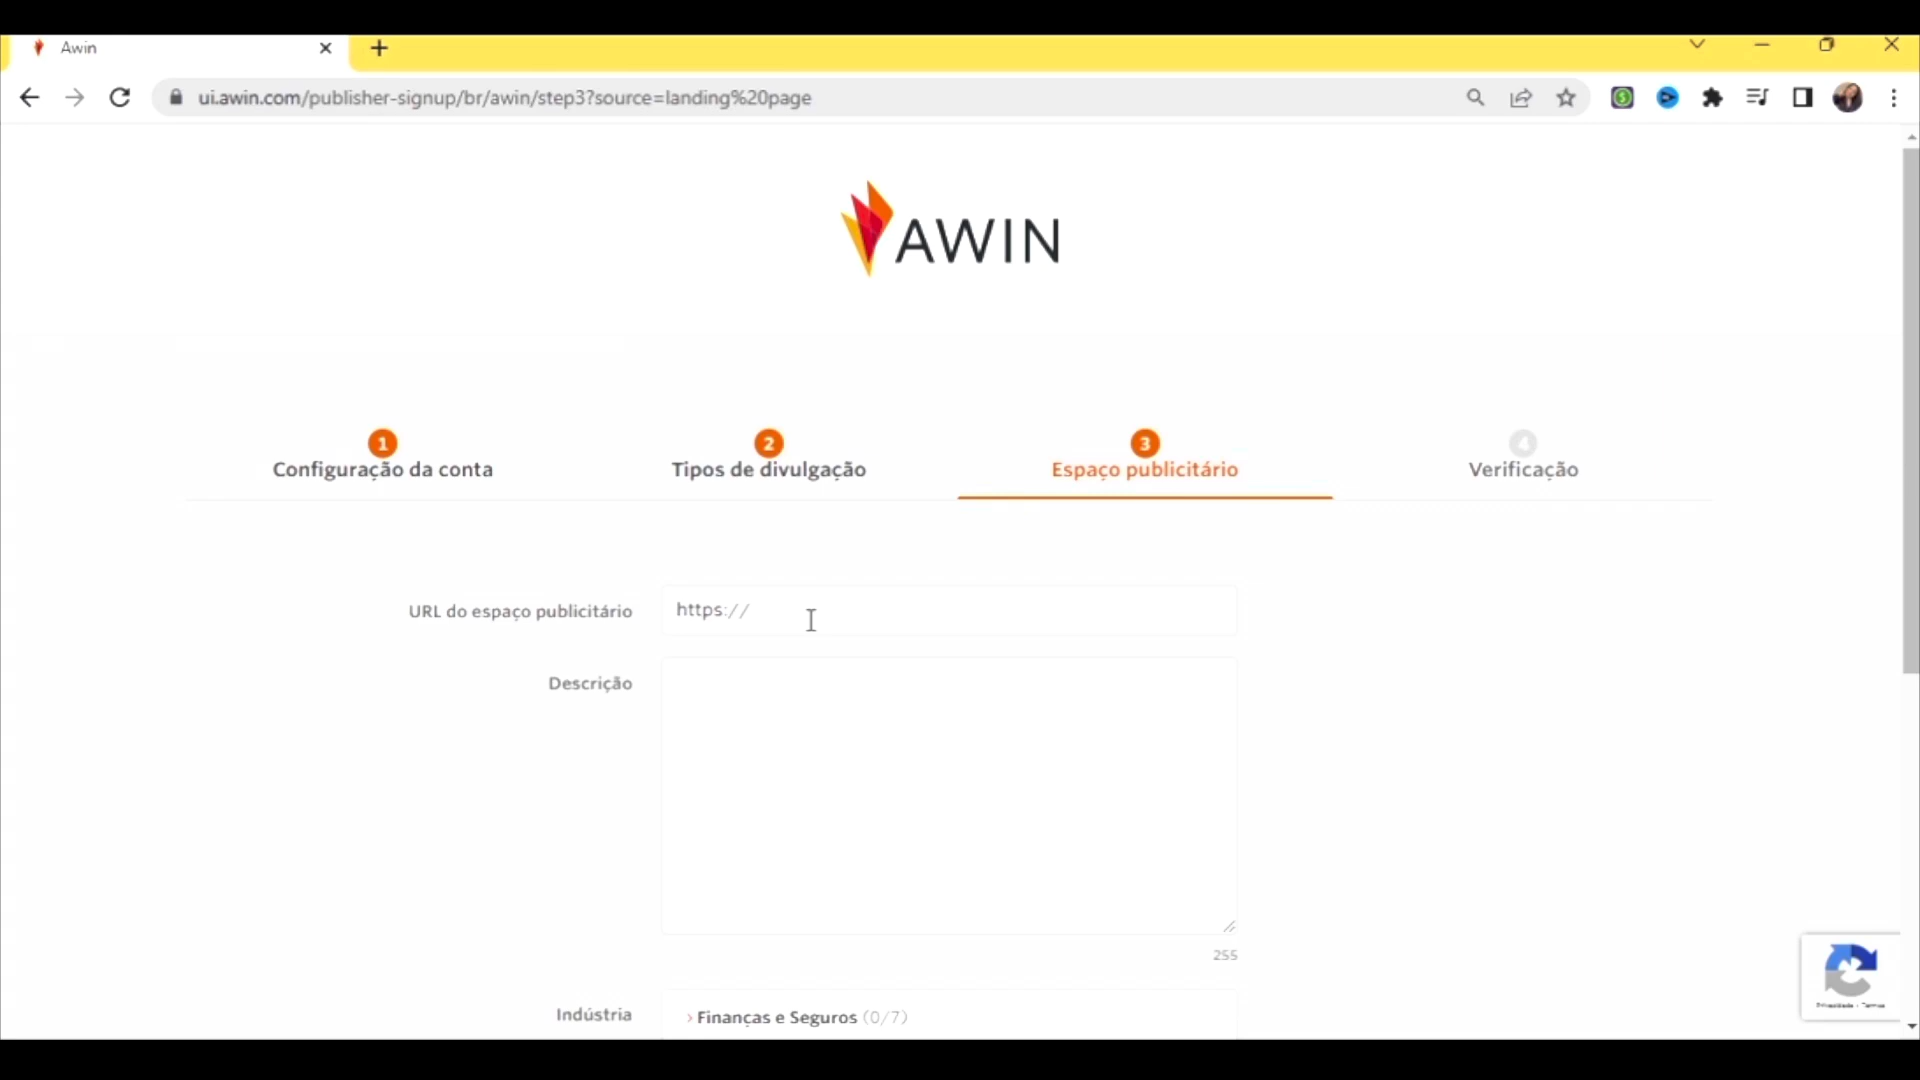 Awin
ui.awin.com/publisher-signup/br/awin/step3?source=landing%20page
AWIN
1
2
3
4
Configuração da conta
Tipos de divulgação
Espaço publicitário
Verificação
URL do espaço publicitário
https://
Descrição
255
Indústria
Finanças e Seguros (0/7)
Privacidade - Termos